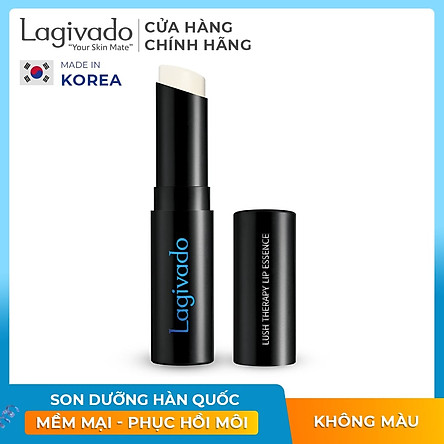 Lagivado
"Your Skin Mate"
CỬA HÀNG
CHÍNH HÃNG
MADE IN
KOREA
Lagivado
LUSH THERAPY LIP ESSENCE
SON DƯỠNG HÀN QUỐC
MỀM MẠI - PHỤC HỒI MÔI
KHÔNG MÀU